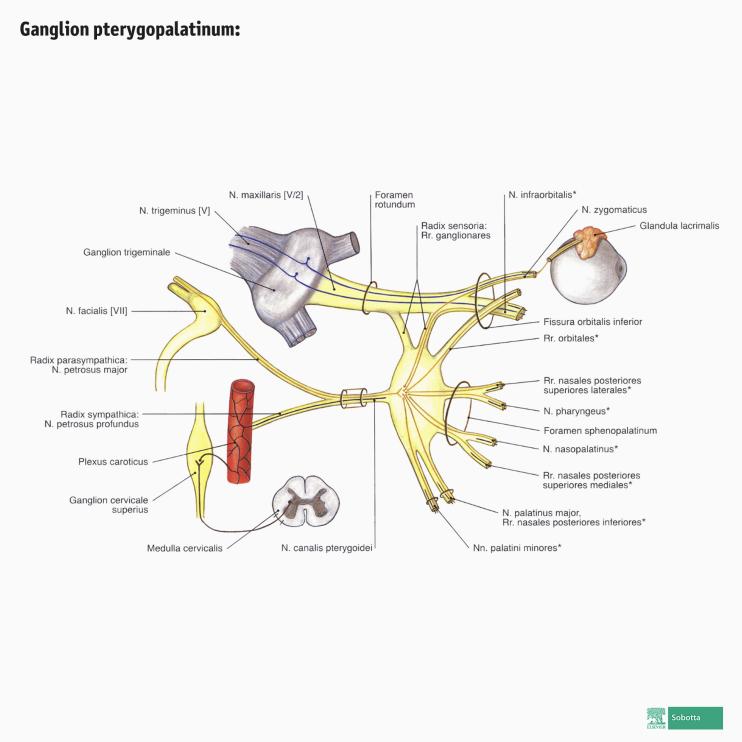 Ganglion pterygopalatinum:
N. maxillaris [V/2]
Foramen
rotundum
N. infraorbitalis*
N. trigeminus [V]
N. zygomaticus
Radix sensoria:
Rr. ganglionares
Glandula lacrimalis
Ganglion trigeminale
N. facialis [VII]
Fissura orbitalis inferior
Rr. orbitales*
Radix parasympathica:
N. petrosus major
Rr. nasales posteriores
superiores laterales*
Radix sympathica:
N. petrosus profundus
N. pharyngeus*
Foramen sphenopalatinum
N. nasopalatinus*
Plexus caroticus
Rr. nasales posteriores
superiores mediales*
Ganglion cervicale
superius
N. palatinus major,
Rr. nasales posteriores inferiores*
Medulla cervicalis
N. canalis pterygoidei
Nn. palatini minores*
ELSEVIER
Sobotta